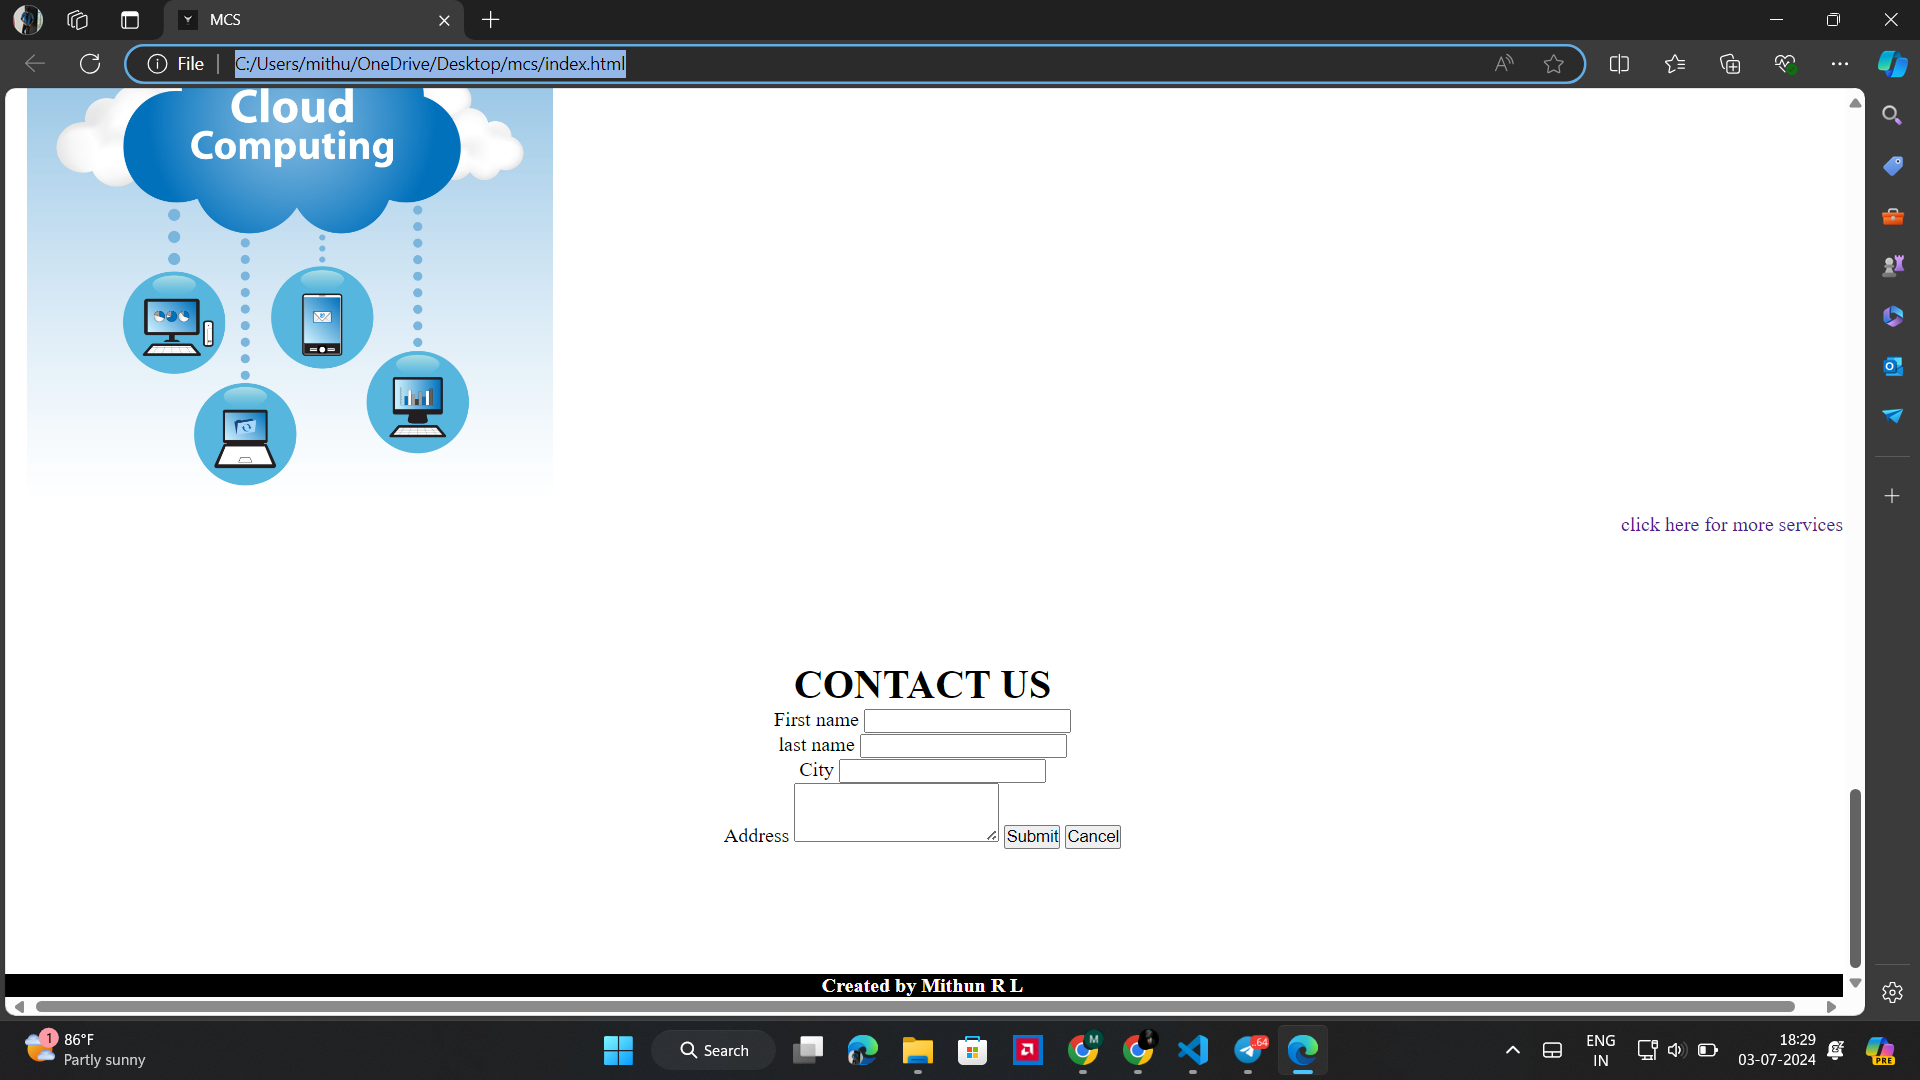 MCS
File
C:/Users/mithu/OneDrive/Desktop/mcs/index.html
Cloud
Computing
click here for more services
CONTACT US
First name
last name
City
Address
Submit
Cancel
Created by Mithun R L
1
86°F
Partly sunny
Search
M
64
ENG
IN
18:29
03-07-2024
PRE